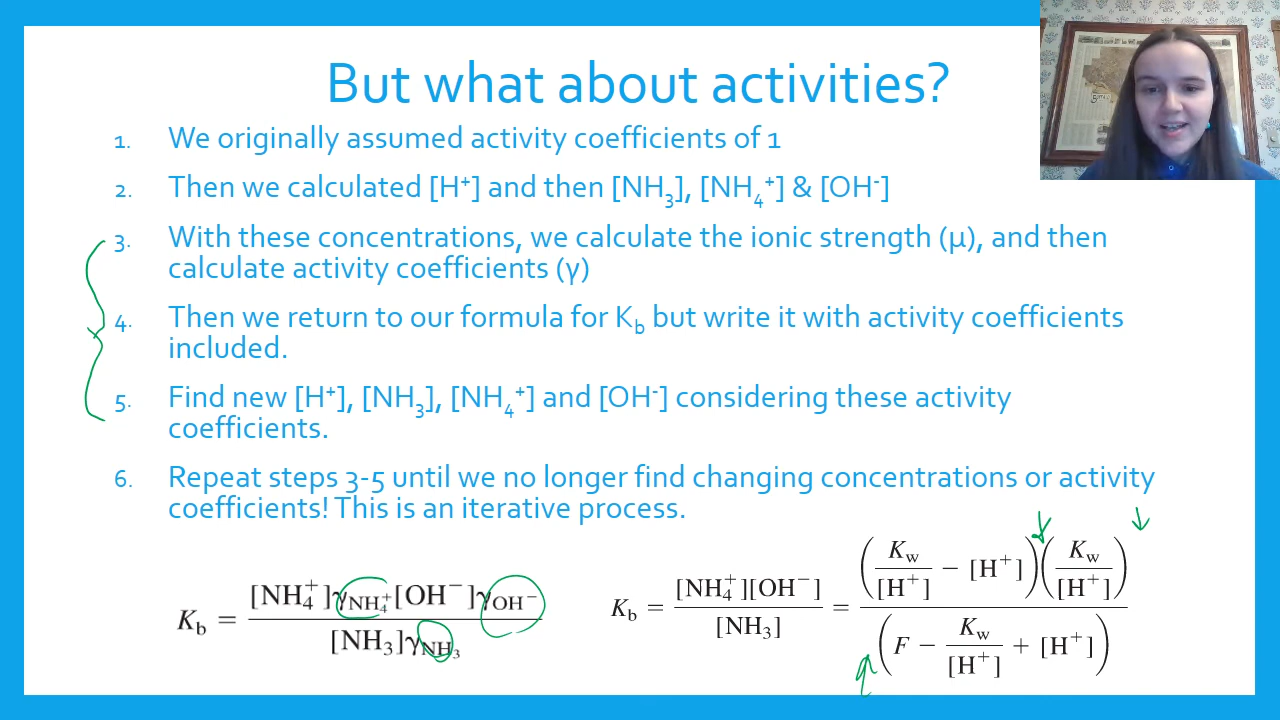 But what about activities?
1. We originally assumed activity coefficients of 1
2. Then we calculated [H⁺] and then [NH₃], [NH₄⁺] & [OH⁻]
3. With these concentrations, we calculate the ionic strength (μ), and then
calculate activity coefficients (γ)
4. Then we return to our formula for K_b but write it with activity coefficients
included.
5. Find new [H⁺], [NH₃], [NH₄⁺] and [OH⁻] considering these activity
coefficients.
6. Repeat steps 3-5 until we no longer find changing concentrations or activity
coefficients! This is an iterative process.
K_b = [NH₄⁺]γ_NH₄⁺[OH⁻]γ_OH⁻ / [NH₃]γ_NH₃
K_b = [NH₄⁺][OH⁻] / [NH₃] = (K_w/[H⁺] − [H⁺])(K_w/[H⁺]) / (F − K_w/[H⁺] + [H⁺])